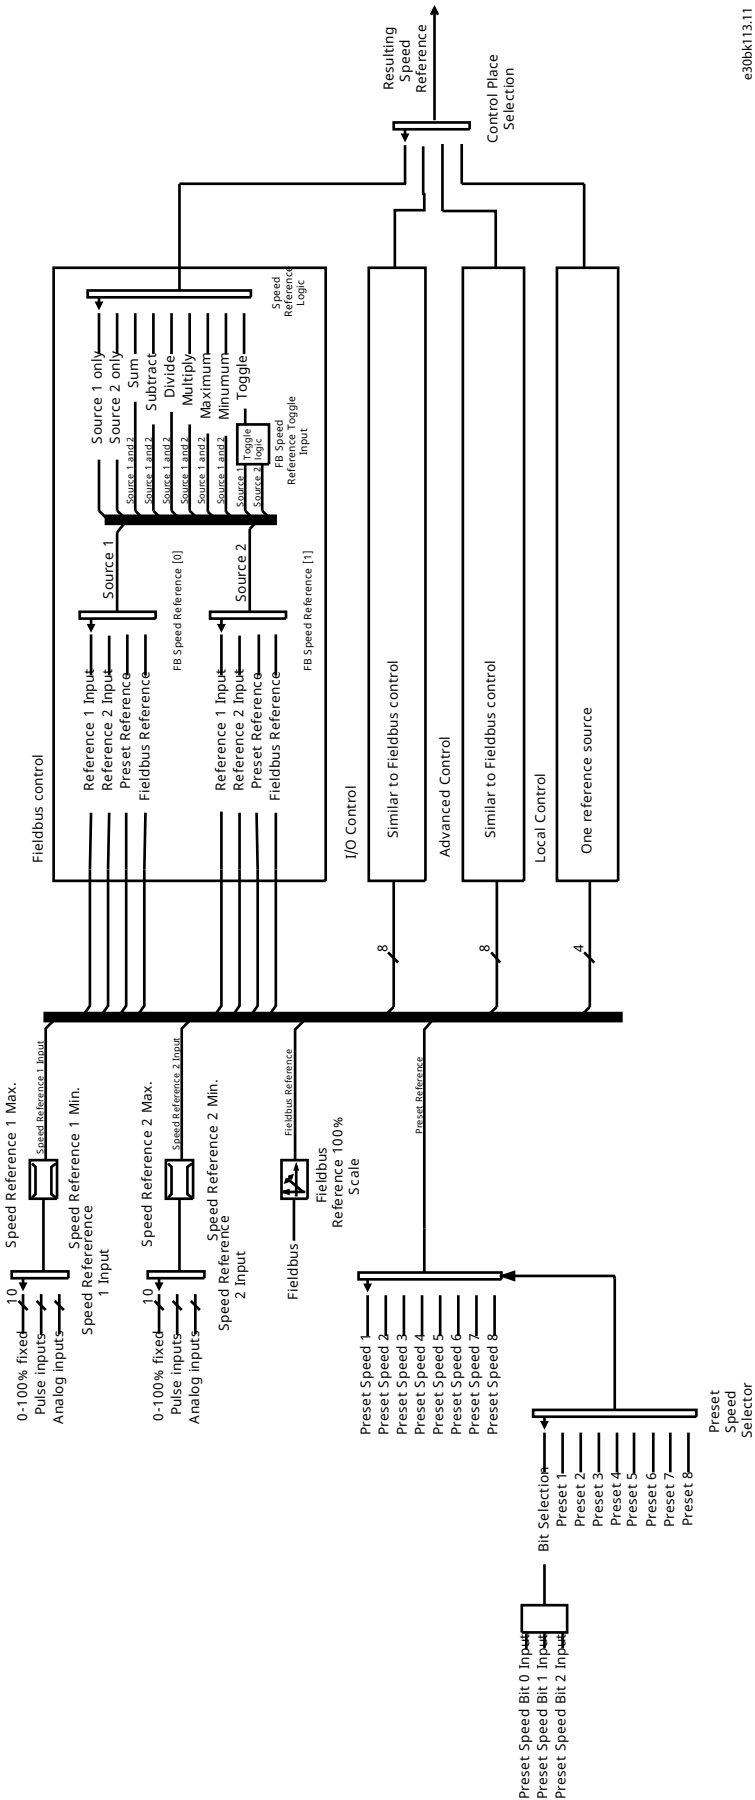 e30bk113.11
Resulting
Speed
Reference
Control Place
Selection
Fieldbus control
Speed
Reference
Logic
Source 1 only
Source 2 only
Sum
Subtract
Divide
Multiply
Maximum
Minumum
Toggle
Source 1 and 2
Source 1 and 2
Source 1 and 2
Source 1 and 2
Source 1 and 2
Source 1 and 2
Source 1
Source 2
Toggle
logic
FB Speed
Reference Toggle
Input
Source 1
Source 2
FB Speed Reference [0]
FB Speed Reference [1]
Reference 1 Input
Reference 2 Input
Preset Reference
Fieldbus Reference
Reference 1 Input
Reference 2 Input
Preset Reference
Fieldbus Reference
I/O Control
Similar to Fieldbus control
Advanced Control
Similar to Fieldbus control
Local Control
One reference source
8
8
4
Speed Reference 1 Max.
Speed Reference 1 Input
Speed Reference 1 Min.
Speed Refererence
1 Input
10
0-100% fixed
Pulse inputs
Analog inputs
Speed Reference 2 Max.
Speed Reference 2 Input
Speed Reference 2 Min.
Speed Refererence
2 Input
10
0-100% fixed
Pulse inputs
Analog inputs
Fieldbus Reference
Fieldbus
Reference 100%
Scale
Fieldbus
Preset Reference
Preset Speed 1
Preset Speed 2
Preset Speed 3
Preset Speed 4
Preset Speed 5
Preset Speed 6
Preset Speed 7
Preset Speed 8
Preset
Speed
Selector
Bit Selection
Preset 1
Preset 2
Preset 3
Preset 4
Preset 5
Preset 6
Preset 7
Preset 8
Preset Speed Bit 0 Input
Preset Speed Bit 1 Input
Preset Speed Bit 2 Input